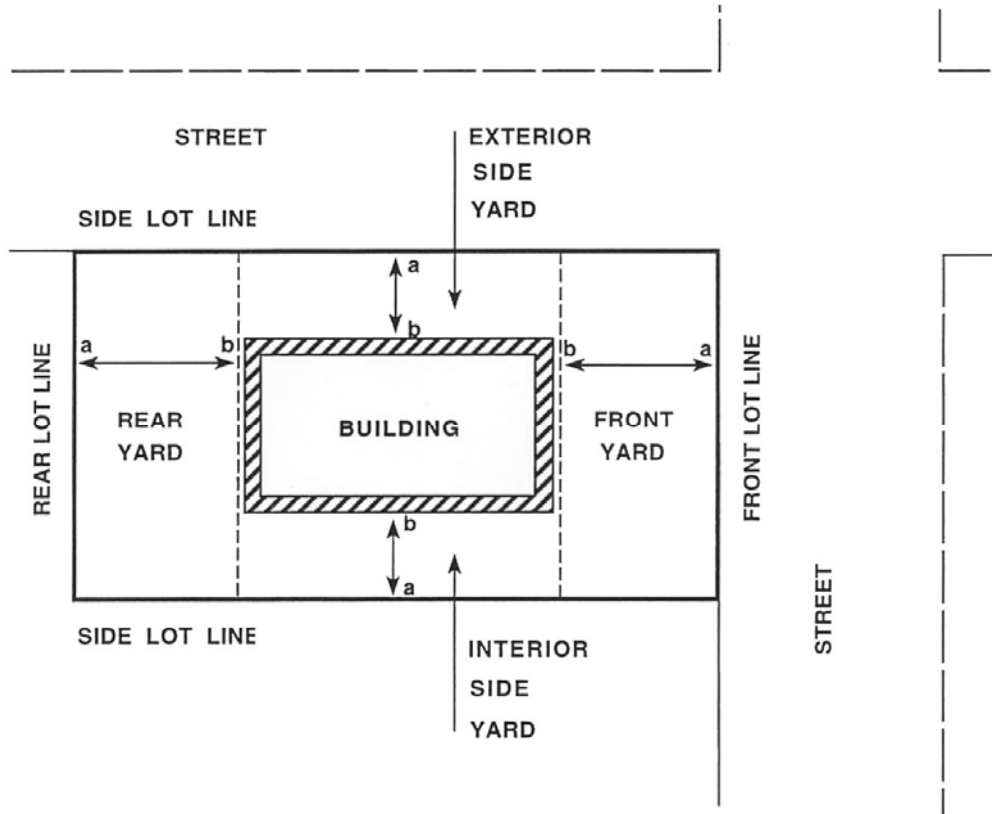 STREET
EXTERIOR
SIDE
YARD
SIDE LOT LINE
a
b
a
b
b
a
REAR LOT LINE
REAR
YARD
BUILDING
FRONT
YARD
FRONT LOT LINE
b
a
SIDE LOT LINE
INTERIOR
SIDE
YARD
STREET